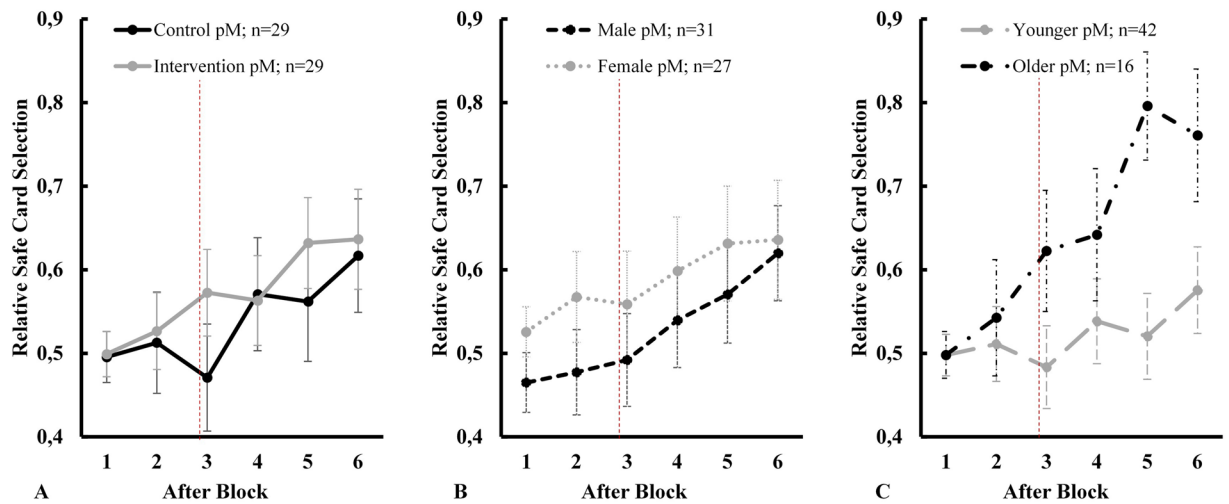 Relative Safe Card Selection
0,9
0,8
0,7
0,6
0,5
0,4
Control pM; n=29
Intervention pM; n=29
1 2 3 4 5 6
A After Block
Relative Safe Card Selection
0,9
0,8
0,7
0,6
0,5
0,4
Male pM; n=31
Female pM; n=27
1 2 3 4 5 6
B After Block
Relative Safe Card Selection
0,9
0,8
0,7
0,6
0,5
0,4
Younger pM; n=42
Older pM; n=16
1 2 3 4 5 6
C After Block